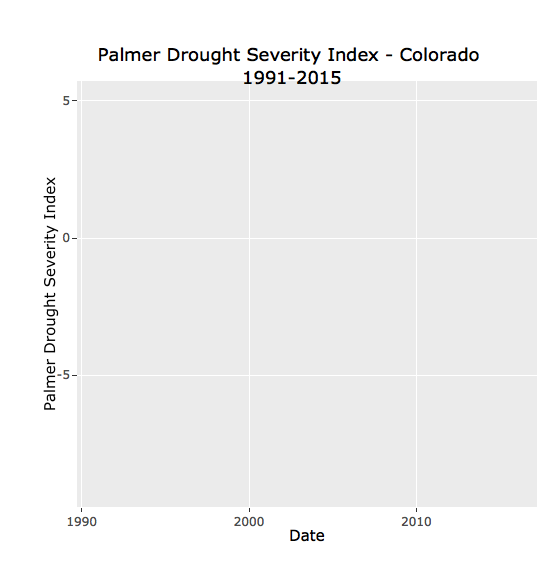 Palmer Drought Severity Index - Colorado
1991-2015
5
0
-5
Palmer Drought Severity Index
1990
2000
2010
Date